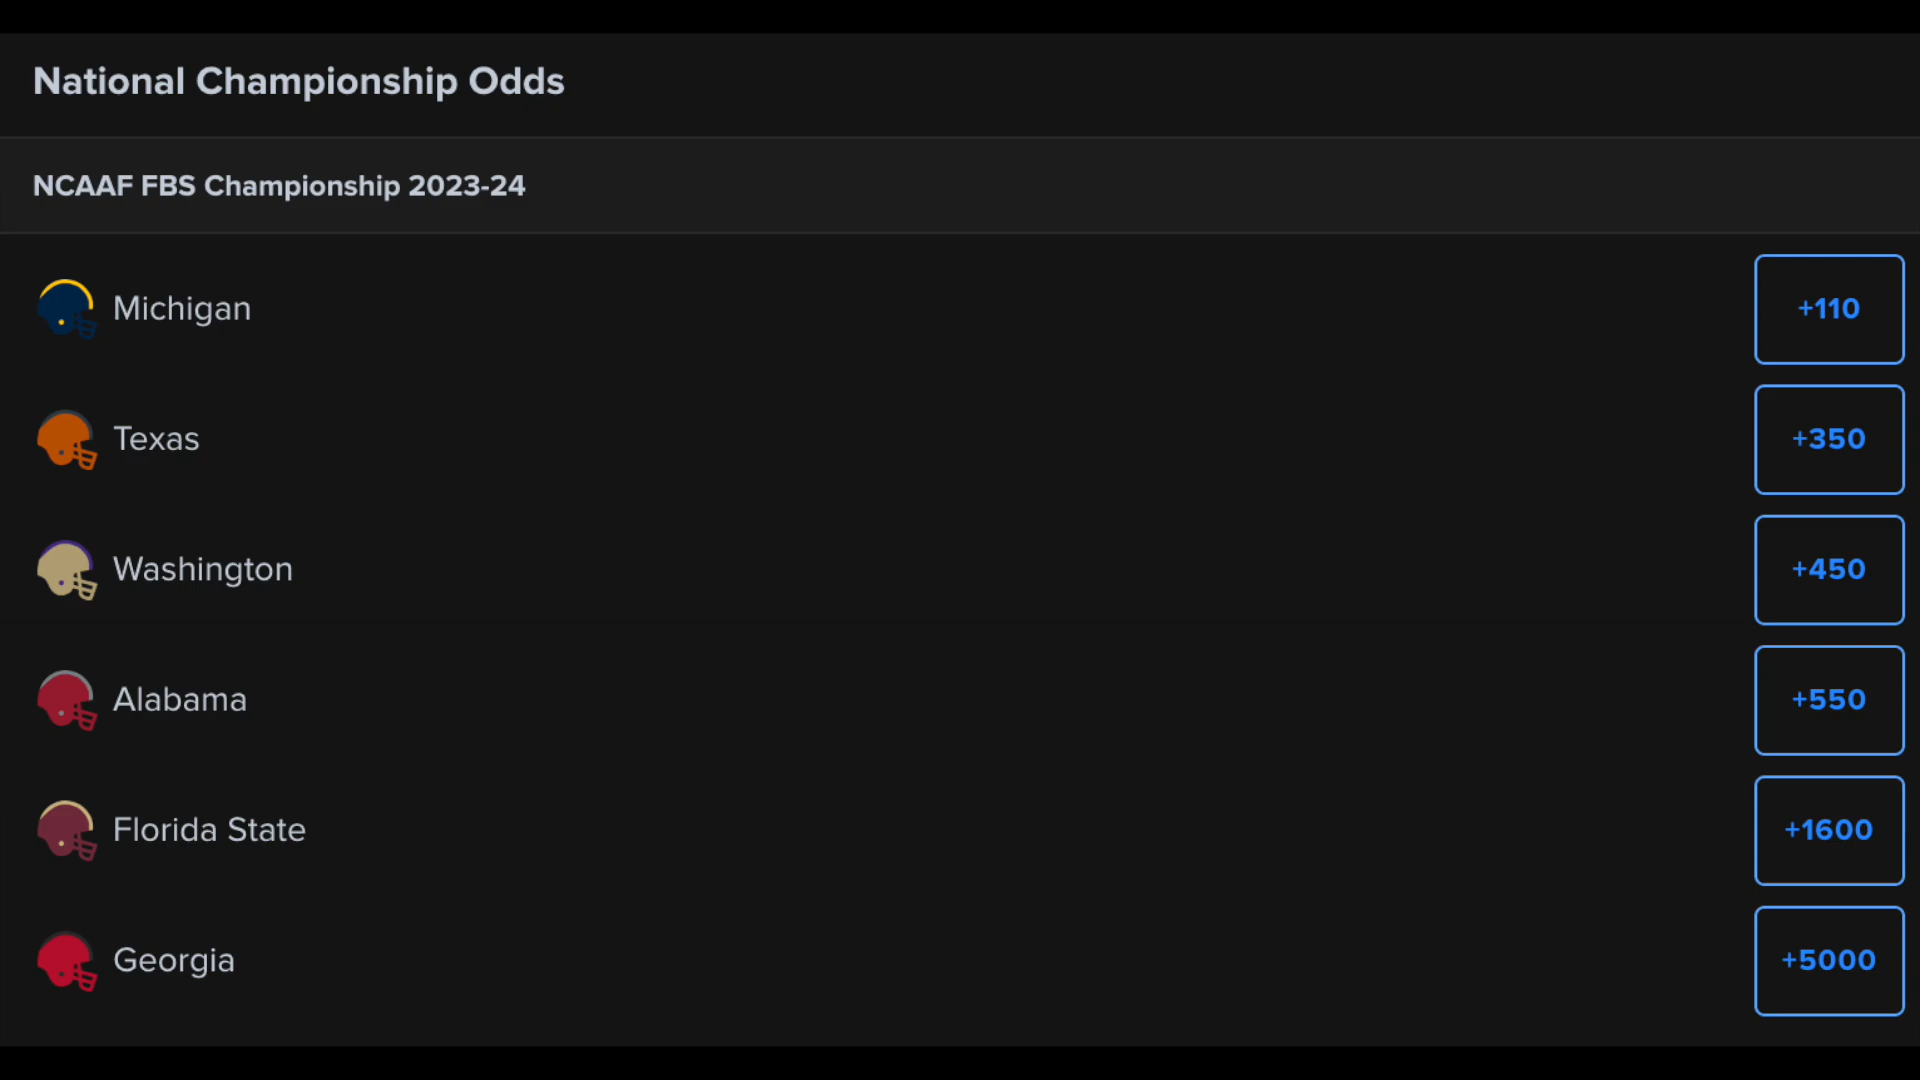 National Championship Odds
NCAAF FBS Championship 2023-24
Michigan +110
Texas +350
Washington +450
Alabama +550
Florida State +1600
Georgia +5000